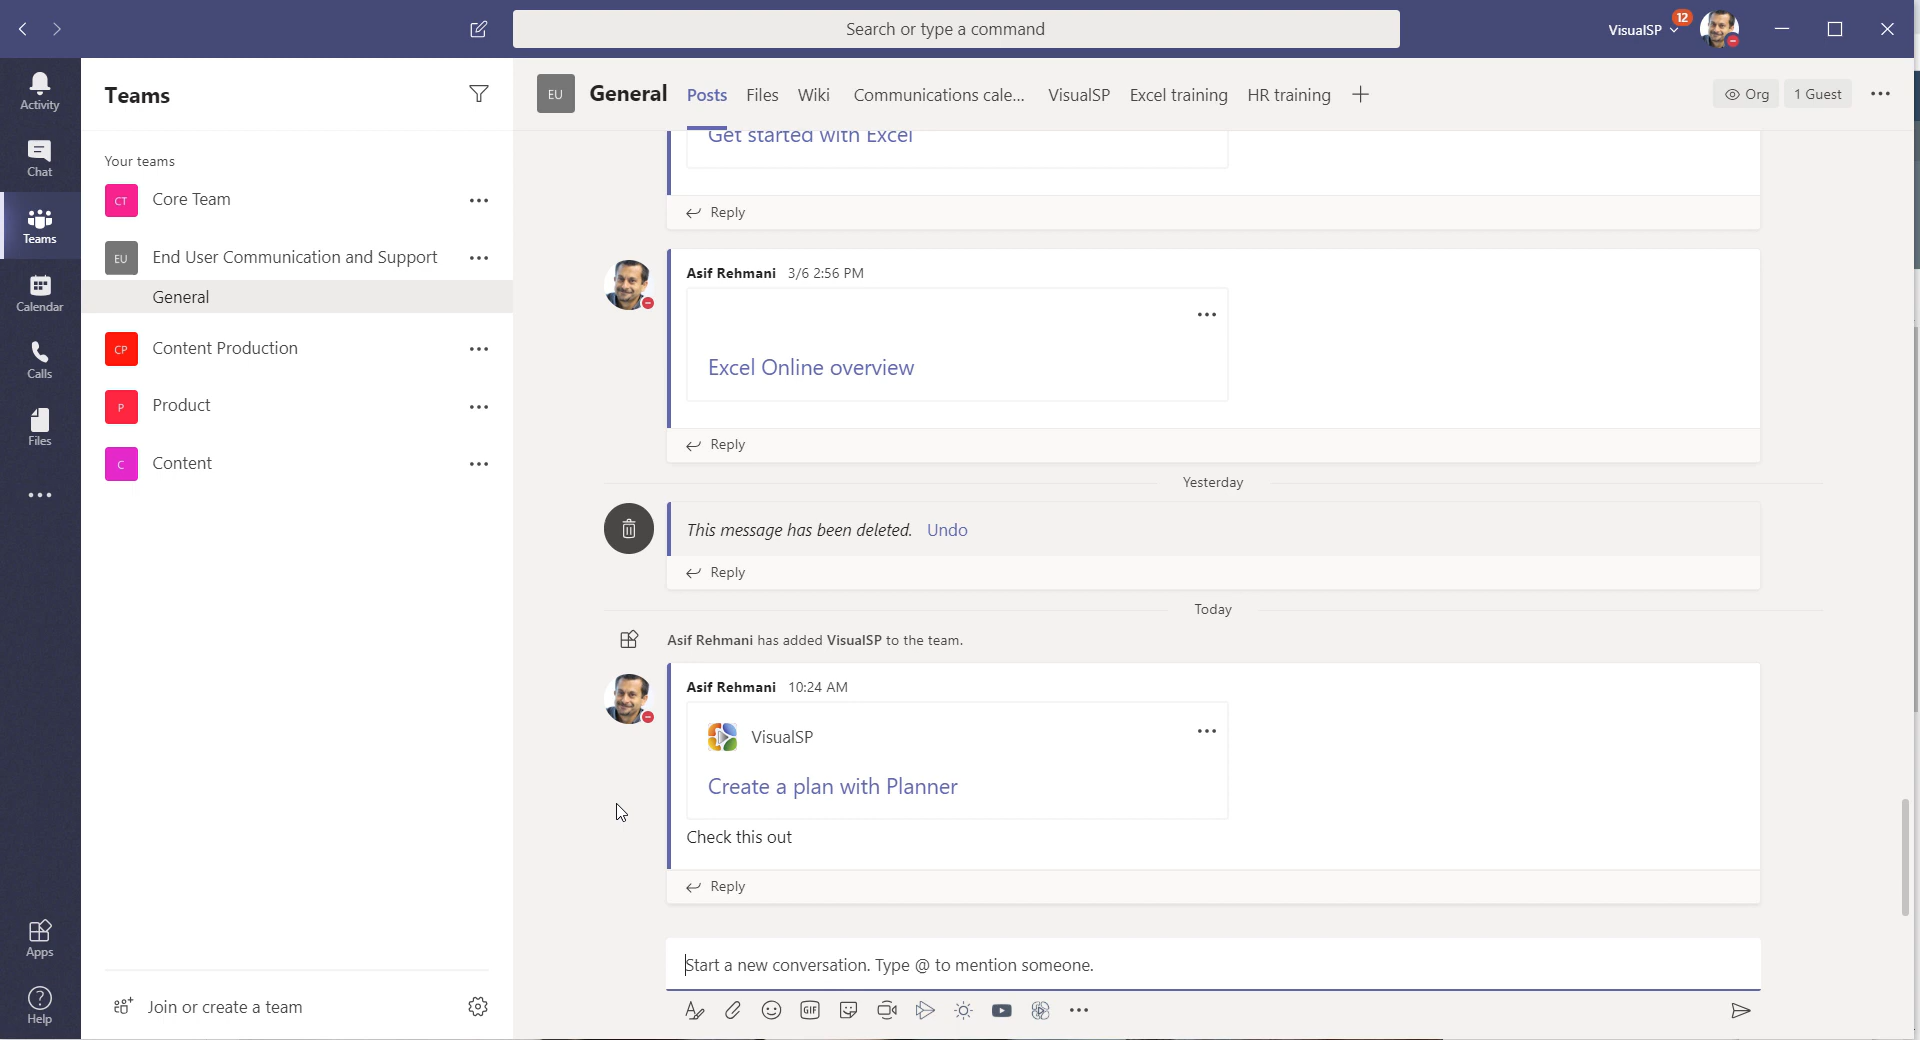 Search or type a command
VisualSP
12
Activity
Chat
Teams
Calendar
Calls
Files
Apps
Help
Teams
Your teams
CT Core Team
EU End User Communication and Support
General
CP Content Production
P Product
C Content
Join or create a team
EU General Posts Files Wiki Communications cale... VisualSP Excel training HR training
Org 1 Guest
Get started with Excel
Reply
Asif Rehmani 3/6 2:56 PM
Excel Online overview
Reply
Yesterday
This message has been deleted. Undo
Reply
Today
Asif Rehmani has added VisualSP to the team.
Asif Rehmani 10:24 AM
VisualSP
Create a plan with Planner
Check this out
Reply
Start a new conversation. Type @ to mention someone.
GIF